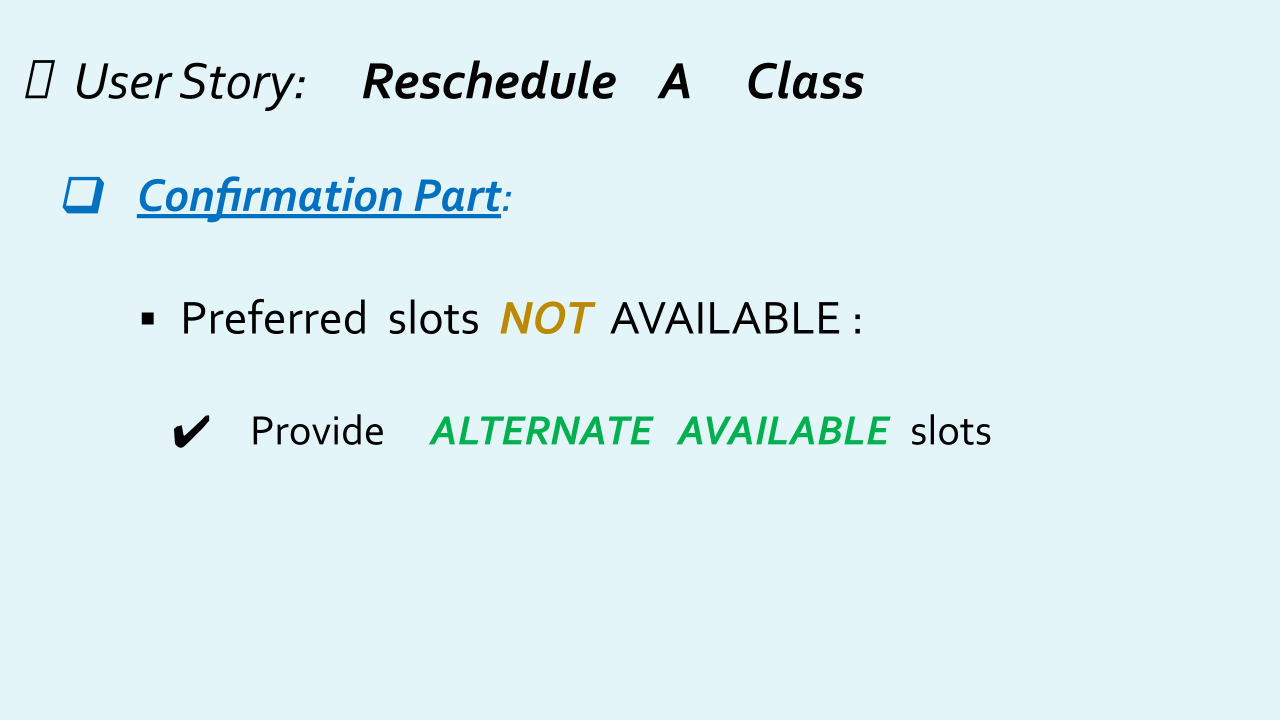 User Story: Reschedule A Class
❑ Confirmation Part:
▪ Preferred slots NOT AVAILABLE :
✔ Provide ALTERNATE AVAILABLE slots